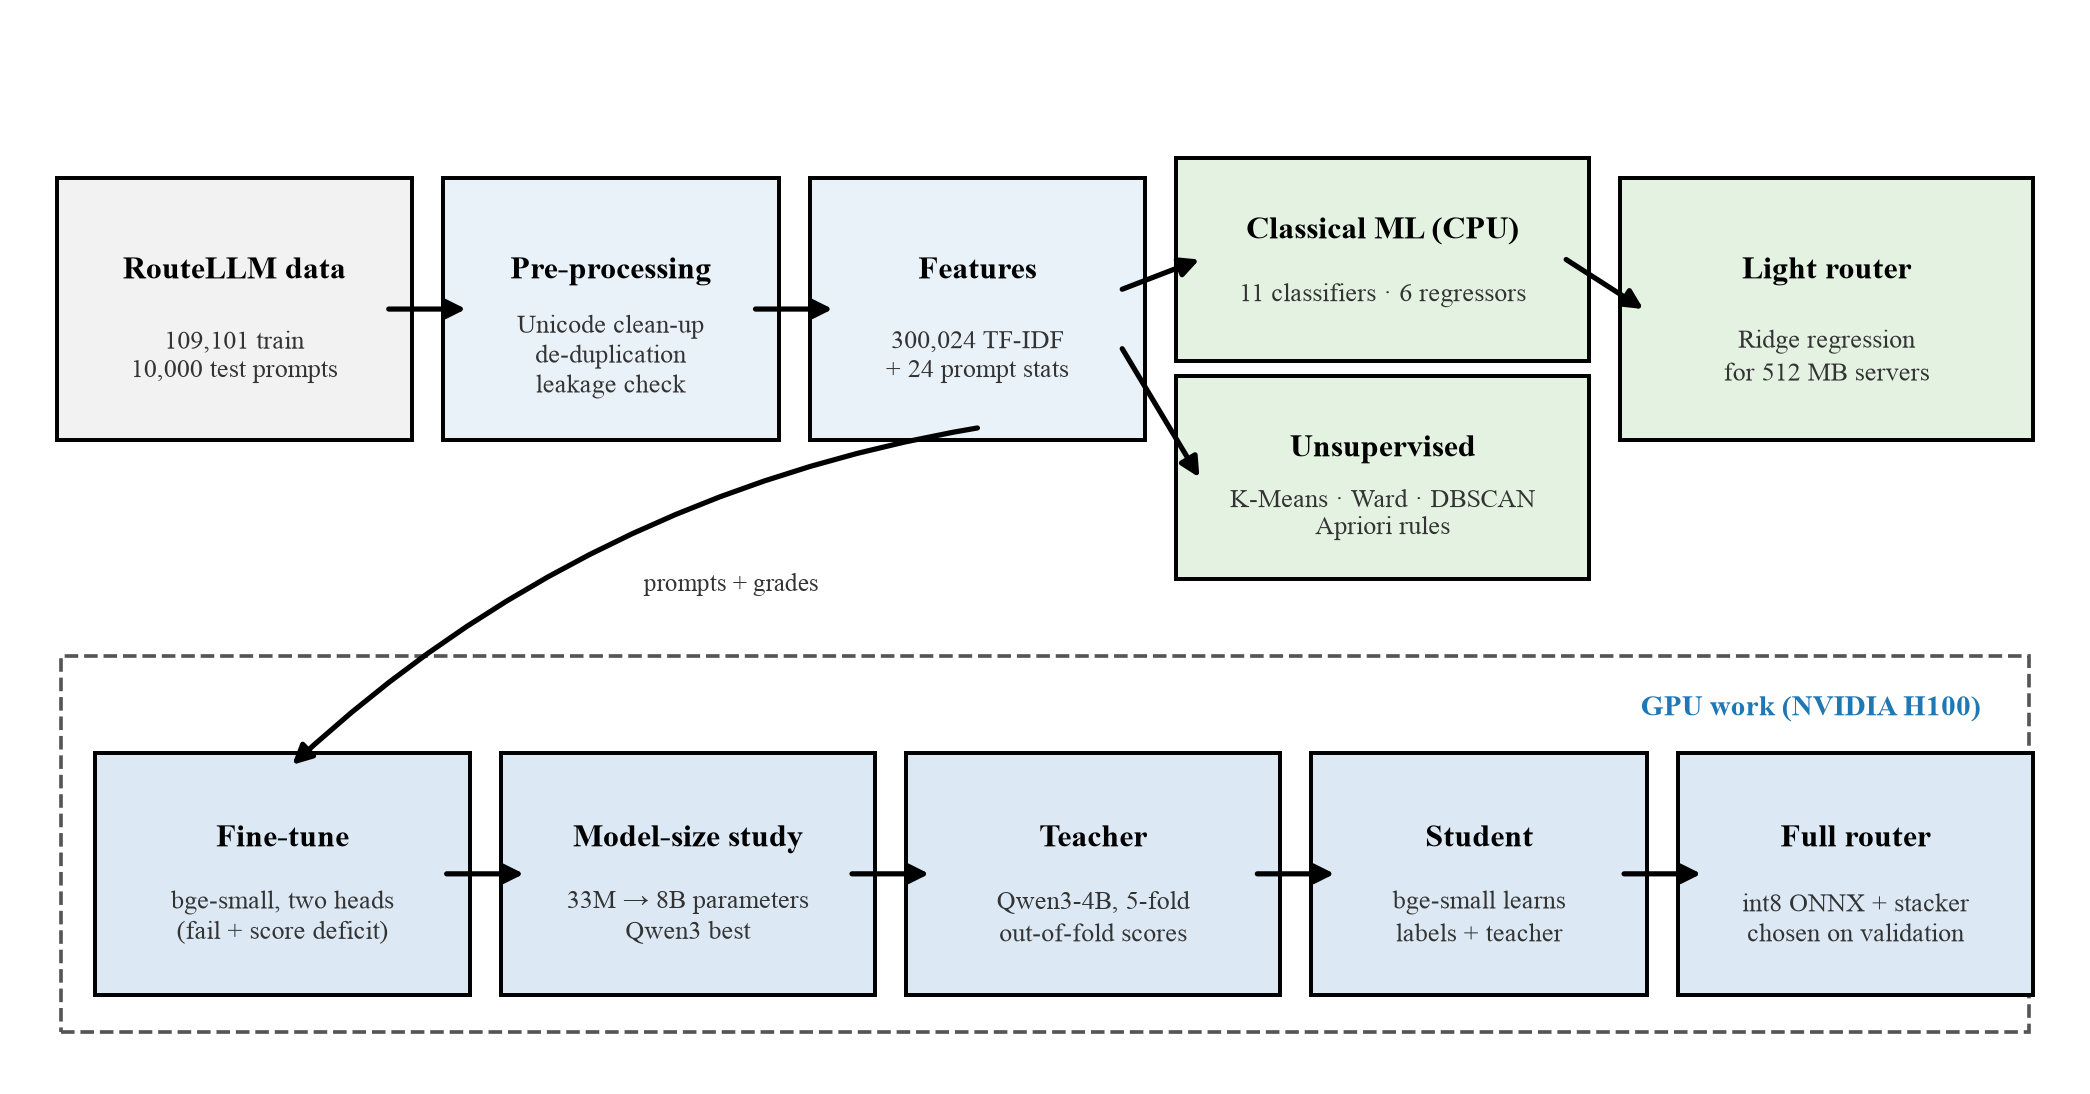 RouteLLM data
109,101 train
10,000 test prompts
Pre-processing
Unicode clean-up
de-duplication
leakage check
Features
300,024 TF-IDF
+ 24 prompt stats
Classical ML (CPU)
11 classifiers · 6 regressors
Light router
Ridge regression
for 512 MB servers
Unsupervised
K-Means · Ward · DBSCAN
Apriori rules
prompts + grades
GPU work (NVIDIA H100)
Fine-tune
bge-small, two heads
(fail + score deficit)
Model-size study
33M → 8B parameters
Qwen3 best
Teacher
Qwen3-4B, 5-fold
out-of-fold scores
Student
bge-small learns
labels + teacher
Full router
int8 ONNX + stacker
chosen on validation